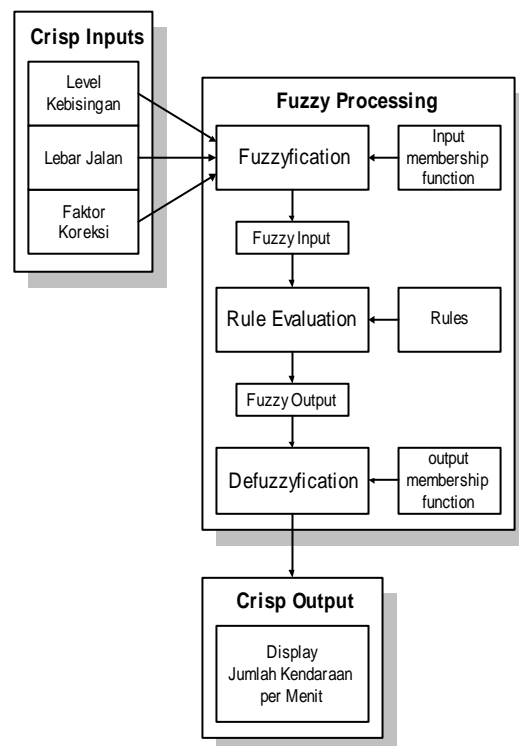 Crisp Inputs
Level
Kebisingan
Lebar Jalan
Faktor
Koreksi
Fuzzy Processing
Fuzzyfication
Input
membership
function
Fuzzy Input
Rule Evaluation
Rules
Fuzzy Output
Defuzzyfication
output
membership
function
Crisp Output
Display
Jumlah Kendaraan
per Menit